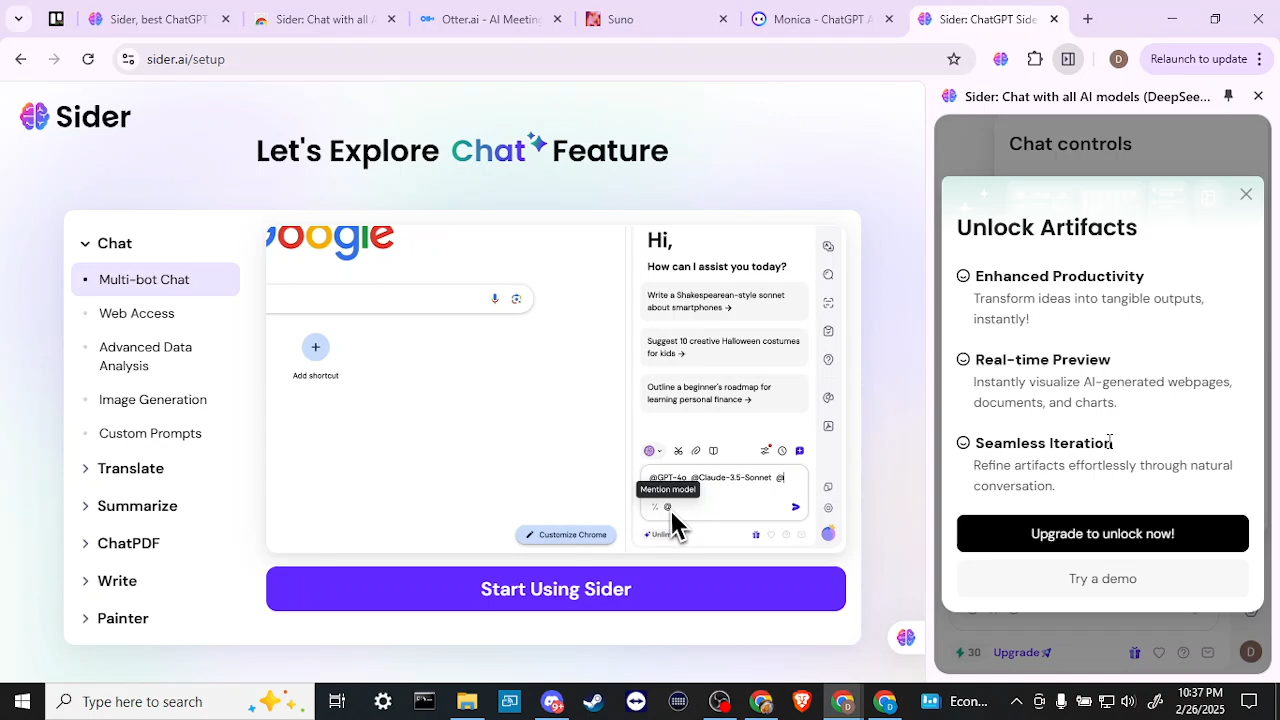 Sider, best ChatGPT
Sider: Chat with all
Otter.ai - AI Meeting
Suno
Monica - ChatGPT A
Sider: ChatGPT Side
sider.ai/setup
D
Relaunch to update
Sider
Let's Explore Chat Feature
Chat
Multi-bot Chat
Web Access
Advanced Data
Analysis
Image Generation
Custom Prompts
Translate
Summarize
ChatPDF
Write
Painter
oogle
Add shortcut
Customize Chrome
Hi,
How can I assist you today?
Write a Shakespearean-style sonnet
about smartphones →
Suggest 10 creative Halloween costumes
for kids →
Outline a beginner's roadmap for
learning personal finance →
@GPT-4o @Claude-3.5-Sonnet @
Mention model
@
Unlim
Start Using Sider
Sider: Chat with all AI models (DeepSee...
Chat controls
Unlock Artifacts
Enhanced Productivity
Transform ideas into tangible outputs,
instantly!
Real-time Preview
Instantly visualize AI-generated webpages,
documents, and charts.
Seamless Iteration
Refine artifacts effortlessly through natural
conversation.
Upgrade to unlock now!
Try a demo
30
Upgrade
D
Type here to search
Econ...
10:37 PM
2/26/2025